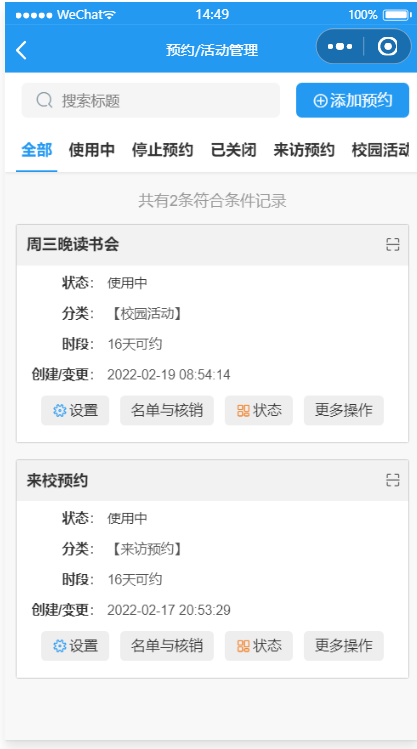 WeChat 14:49 100%
预约/活动管理
搜索标题 添加预约
全部 使用中 停止预约 已关闭 来访预约 校园活动
共有2条符合条件记录
周三晚读书会
状态: 使用中
分类: 【校园活动】
时段: 16天可约
创建/变更: 2022-02-19 08:54:14
设置 名单与核销 状态 更多操作
来校预约
状态: 使用中
分类: 【来访预约】
时段: 16天可约
创建/变更: 2022-02-17 20:53:29
设置 名单与核销 状态 更多操作